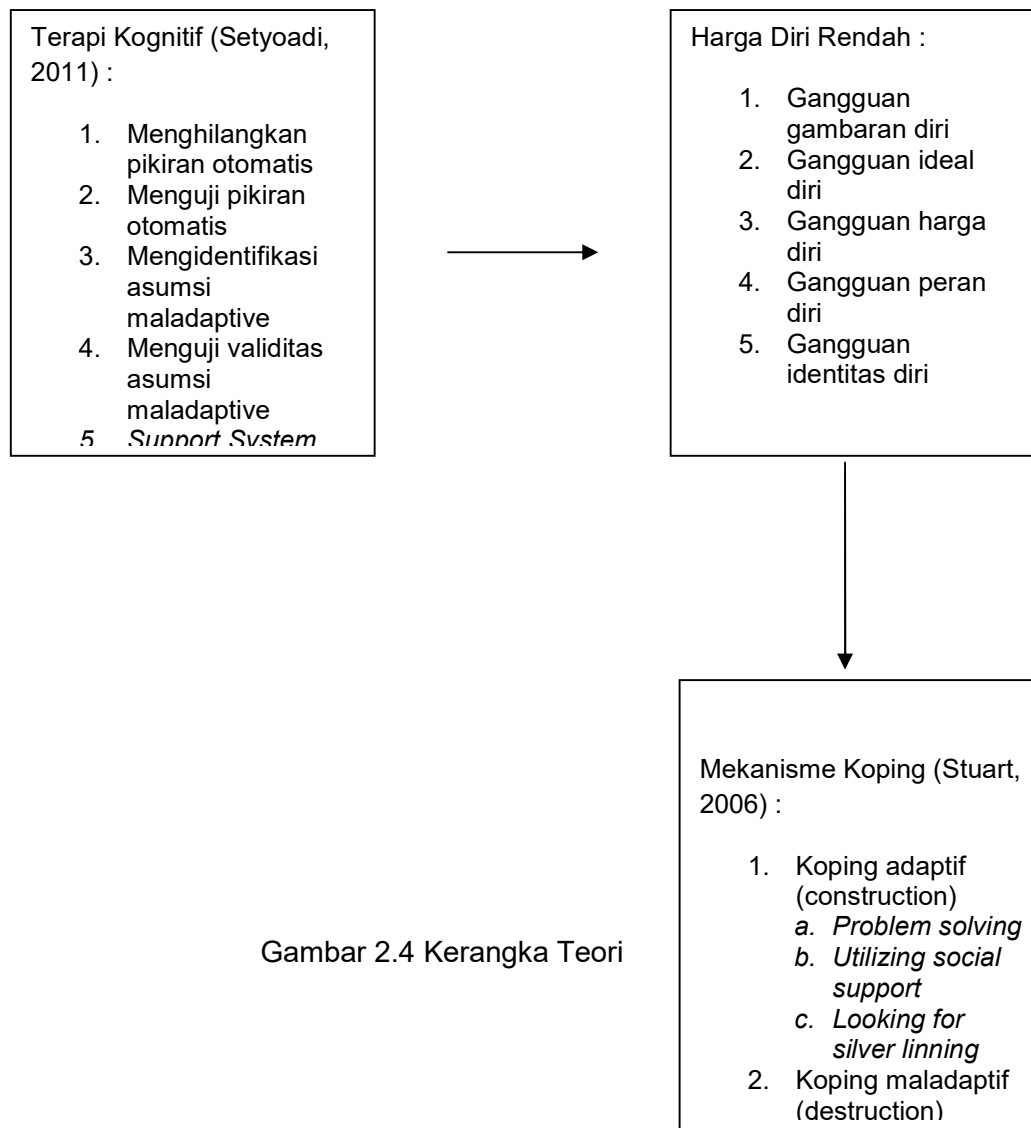 Terapi Kognitif (Setyoadi,
2011) :
1. Menghilangkan
pikiran otomatis
2. Menguji pikiran
otomatis
3. Mengidentifikasi
asumsi
maladaptive
4. Menguji validitas
asumsi
maladaptive
5. Support System
Harga Diri Rendah :
1. Gangguan
gambaran diri
2. Gangguan ideal
diri
3. Gangguan harga
diri
4. Gangguan peran
diri
5. Gangguan
identitas diri
Mekanisme Koping (Stuart,
2006) :
1. Koping adaptif
(construction)
a. Problem solving
b. Utilizing social
support
c. Looking for
silver linning
2. Koping maladaptif
(destruction)
Gambar 2.4 Kerangka Teori